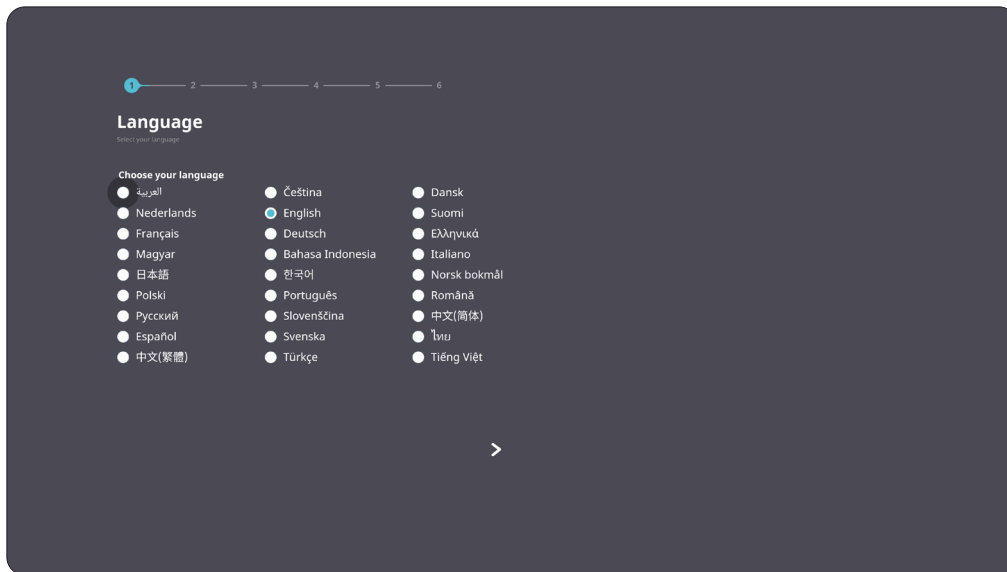 1 2 3 4 5 6
Language
Select your language
Choose your language
العربية Čeština Dansk
Nederlands English Suomi
Français Deutsch Ελληνικά
Magyar Bahasa Indonesia Italiano
日本語 한국어 Norsk bokmål
Polski Português Română
Русский Slovenščina 中文(简体)
Español Svenska ไทย
中文(繁體) Türkçe Tiếng Việt